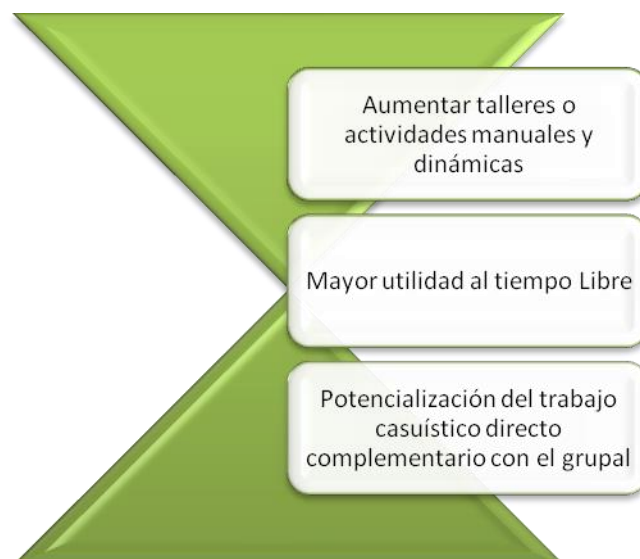 Aumentar talleres o
actividades manuales y
dinámicas
Mayor utilidad al tiempo Libre
Potencialización del trabajo
casuístico directo
complementario con el grupal